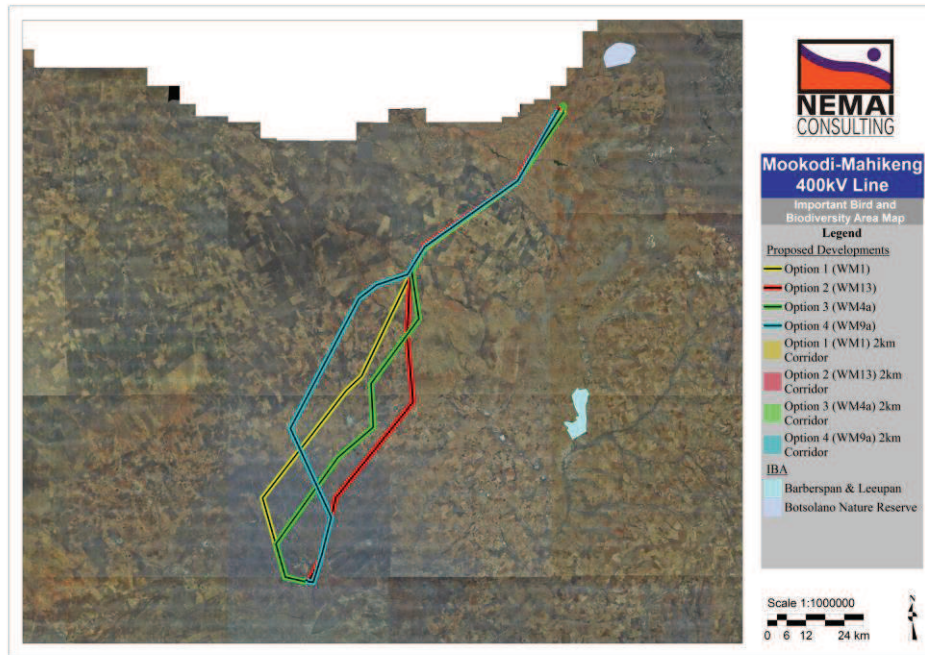 NEMAI
CONSULTING
Mookodi-Mahikeng
400kV Line
Important Bird and
Biodiversity Area Map
Legend
Proposed Developments
Option 1 (WM1)
Option 2 (WM13)
Option 3 (WM4a)
Option 4 (WM9a)
Option 1 (WM1) 2km
Corridor
Option 2 (WM13) 2km
Corridor
Option 3 (WM4a) 2km
Corridor
Option 4 (WM9a) 2km
Corridor
IBA
Barberspan & Leeupan
Botsolano Nature Reserve
Scale 1:1000000
N
0 6 12 24 km